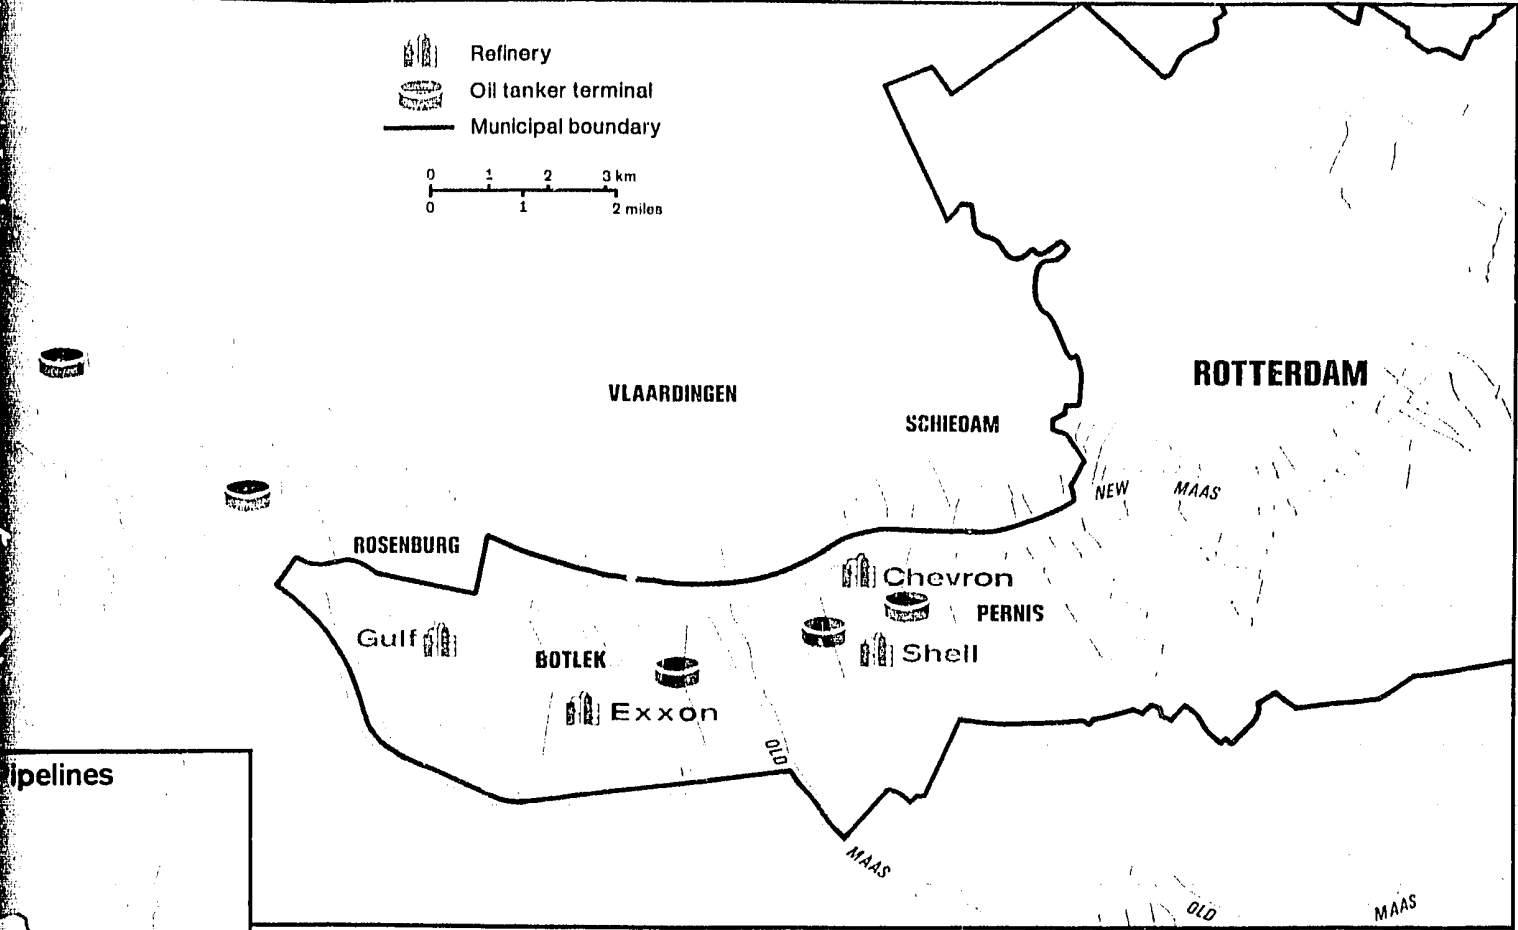 Refinery
Oil tanker terminal
Municipal boundary
0 1 2 3 km
0 1 2 miles
ROTTERDAM
VLAARDINGEN
SCHIEDAM
NEW MAAS
ROSENBURG
Chevron
PERNIS
Gulf
Shell
BOTLEK
Exxon
OLD
MAAS
OLD MAAS
ipelines